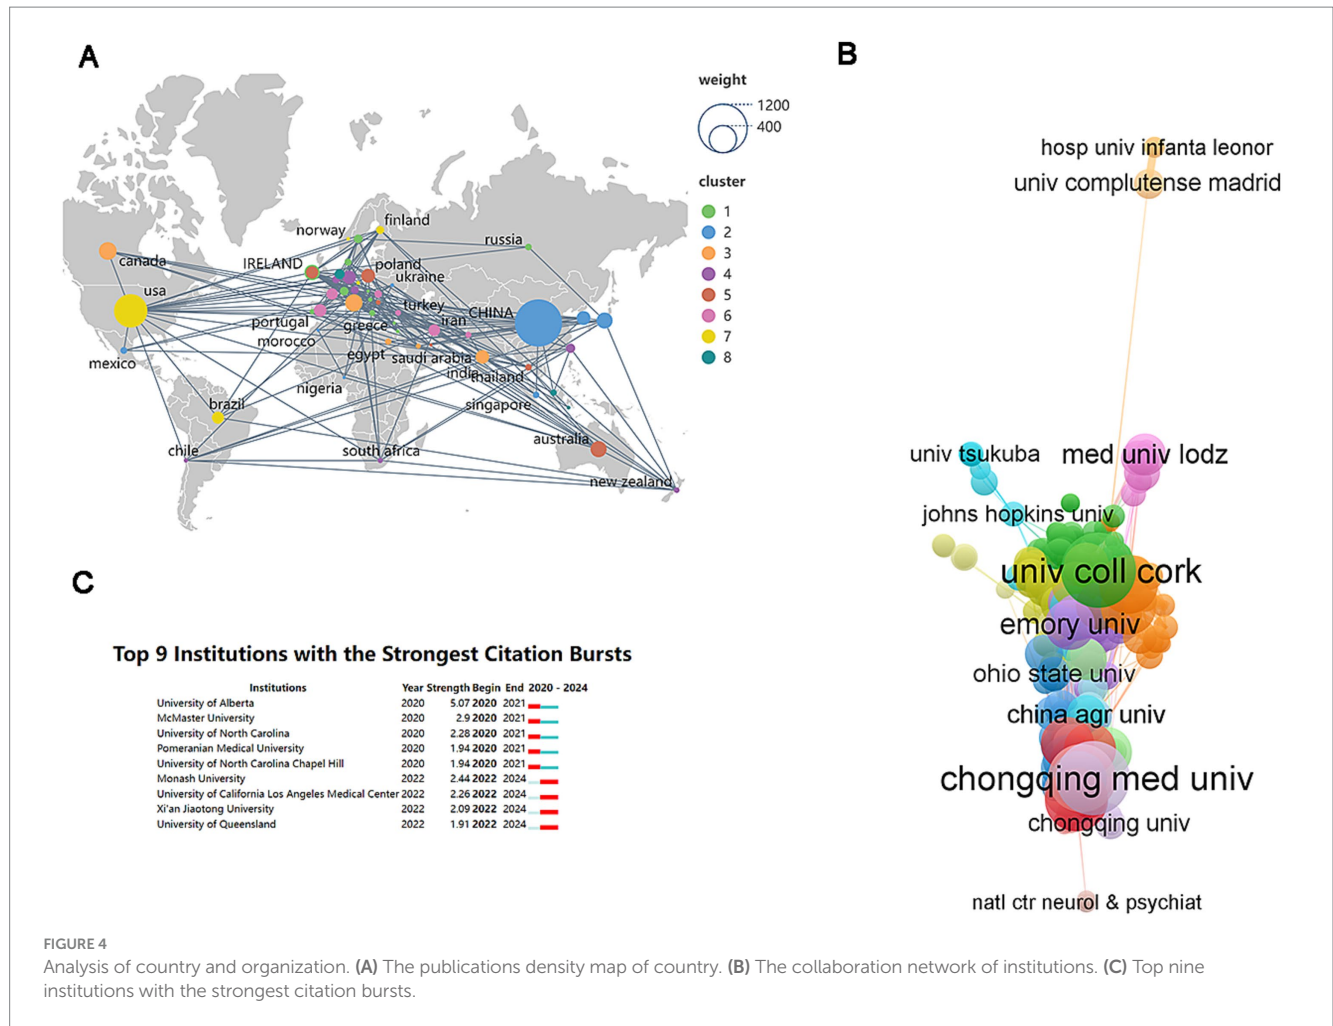 A
weight
1200
400
cluster
1
2
3
4
5
6
7
8
norway
finland
russia
canada
IRELAND
poland
ukraine
usa
portugal
turkey
CHINA
greece
iran
morocco
mexico
egypt
saudi arabia
india
thailand
nigeria
singapore
brazil
australia
chile
south africa
new zealand
B
hosp univ infanta leonor
univ complutense madrid
univ tsukuba
med univ lodz
johns hopkins univ
univ coll cork
emory univ
ohio state univ
china agr univ
chongqing med univ
chongqing univ
natl ctr neurol & psychiat
C
Top 9 Institutions with the Strongest Citation Bursts
Institutions Year Strength Begin End 2020 - 2024
University of Alberta 2020 5.07 2020 2021
McMaster University 2020 2.9 2020 2021
University of North Carolina 2020 2.28 2020 2021
Pomeranian Medical University 2020 1.94 2020 2021
University of North Carolina Chapel Hill 2020 1.94 2020 2021
Monash University 2022 2.44 2022 2024
University of California Los Angeles Medical Center 2022 2.26 2022 2024
Xi'an Jiaotong University 2022 2.09 2022 2024
University of Queensland 2022 1.91 2022 2024
FIGURE 4
Analysis of country and organization. (A) The publications density map of country. (B) The collaboration network of institutions. (C) Top nine
institutions with the strongest citation bursts.